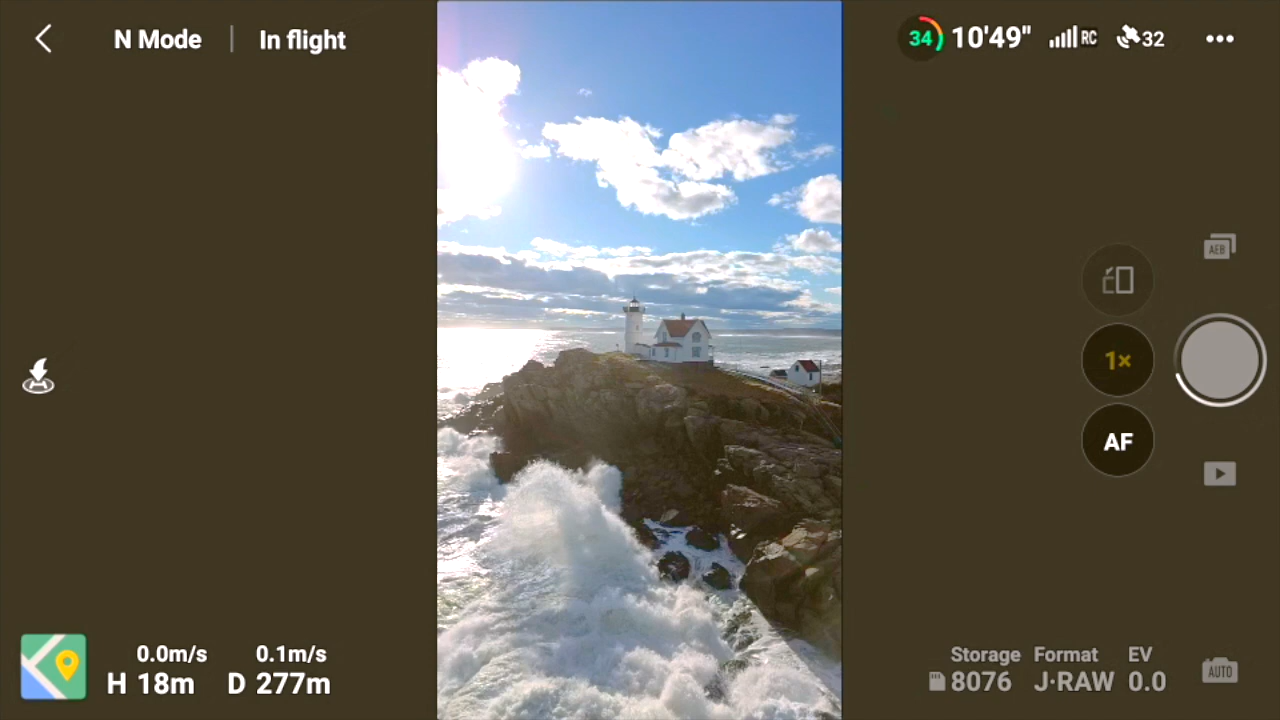 N Mode | In flight
34 10'49" RC 32
AEB
1×
AF
0.0m/s 0.1m/s
H 18m D 277m
Storage Format EV
8076 J·RAW 0.0
AUTO